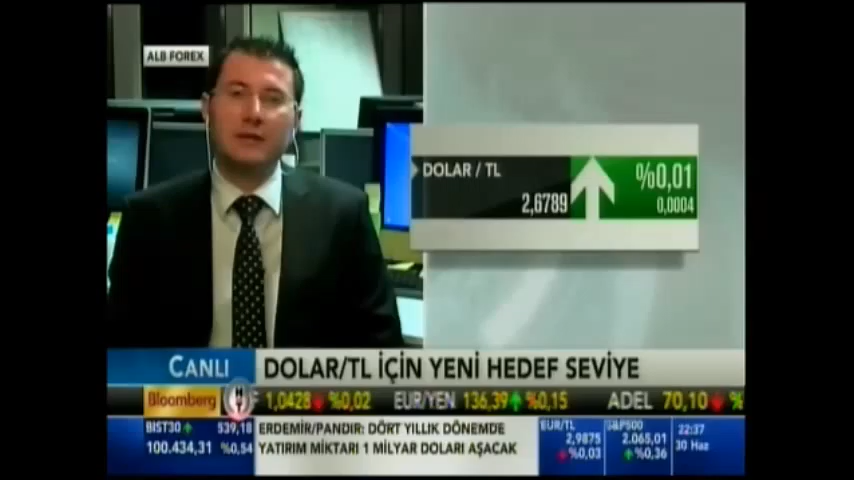 ALB FOREX
DOLAR / TL
2,6789
%0,01
0,0004
CANLI
DOLAR/TL İÇİN YENİ HEDEF SEVİYE
Bloomberg
F 1,0428 %0,02 EUR/YEN 136,39 %0,15 ADEL 70,10 %
BIST30 539,18
100.434,31 %0,54
ERDEMİR/PANDIR: DÖRT YILLIK DÖNEMDE
YATIRIM MİKTARI 1 MİLYAR DOLARI AŞACAK
EUR/TL
2,9875
%0,03
S&P500
2.065,01
%0,36
22:37
30 Haz